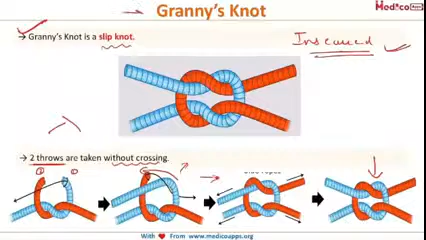 Granny's Knot
MedicoApps
→ Granny's Knot is a slip knot.
Insecured
→ 2 throws are taken without crossing.
With ❤ From www.medicoapps.org